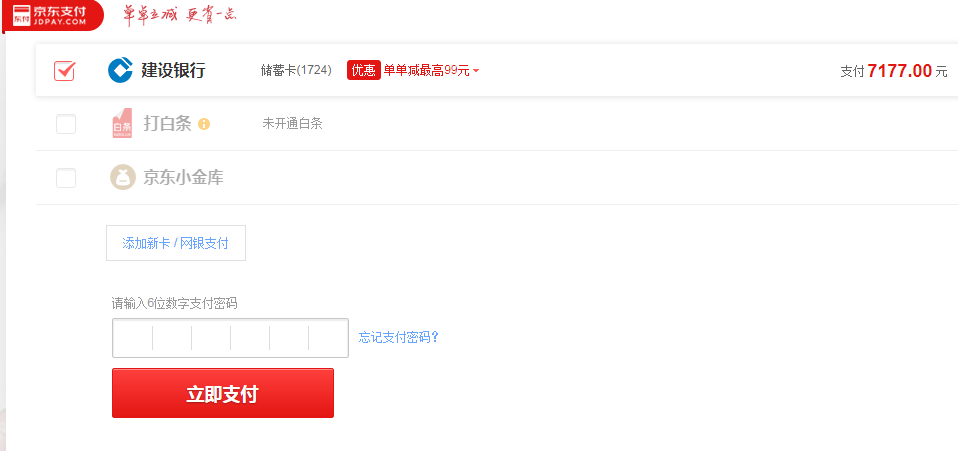 京东支付 单单立减 更省一点
JDPAY.COM
建设银行 储蓄卡(1724) 优惠 单单减最高99元 支付 7177.00 元
白条 打白条 未开通白条
京东小金库
添加新卡 / 网银支付
请输入6位数字支付密码
忘记支付密码?
立即支付